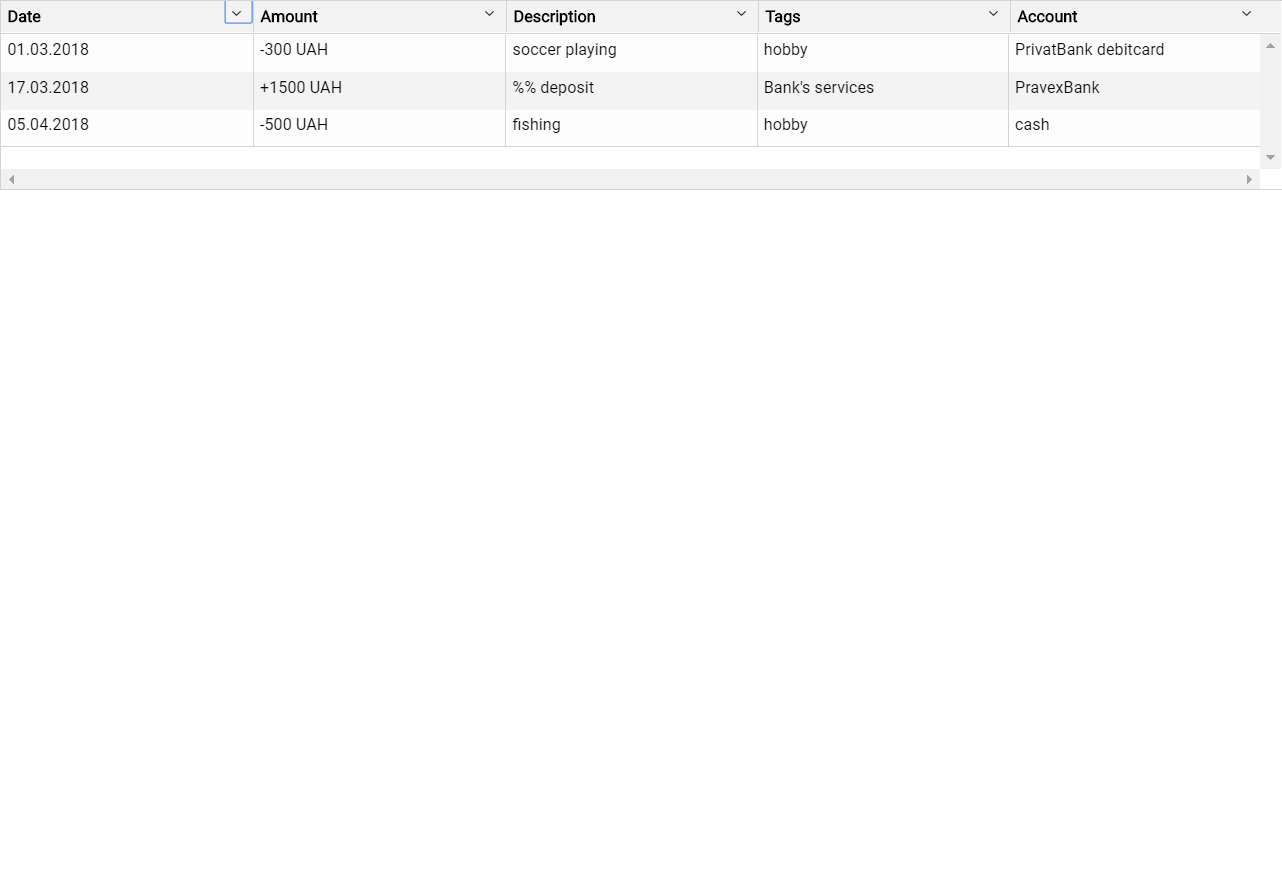 Date Amount Description Tags Account
01.03.2018 -300 UAH soccer playing hobby PrivatBank debitcard
17.03.2018 +1500 UAH %% deposit Bank's services PravexBank
05.04.2018 -500 UAH fishing hobby cash